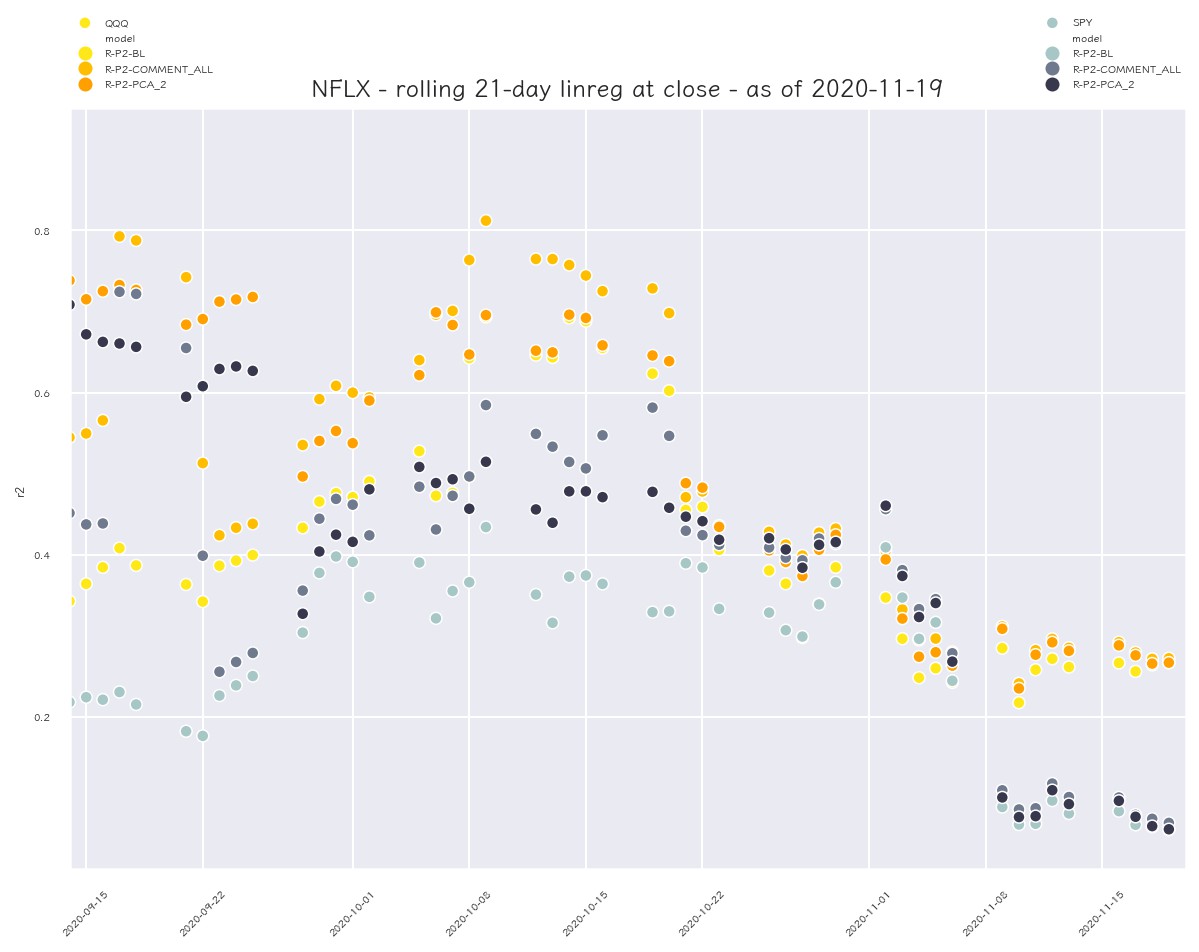 QQQ
model
R-P2-BL
R-P2-COMMENT_ALL
R-P2-PCA_2
SPY
model
R-P2-BL
R-P2-COMMENT_ALL
R-P2-PCA_2
NFLX - rolling 21-day linreg at close - as of 2020-11-19
0.8
0.6
0.4
0.2
r2
2020-09-15
2020-09-22
2020-10-01
2020-10-08
2020-10-15
2020-10-22
2020-11-01
2020-11-08
2020-11-15